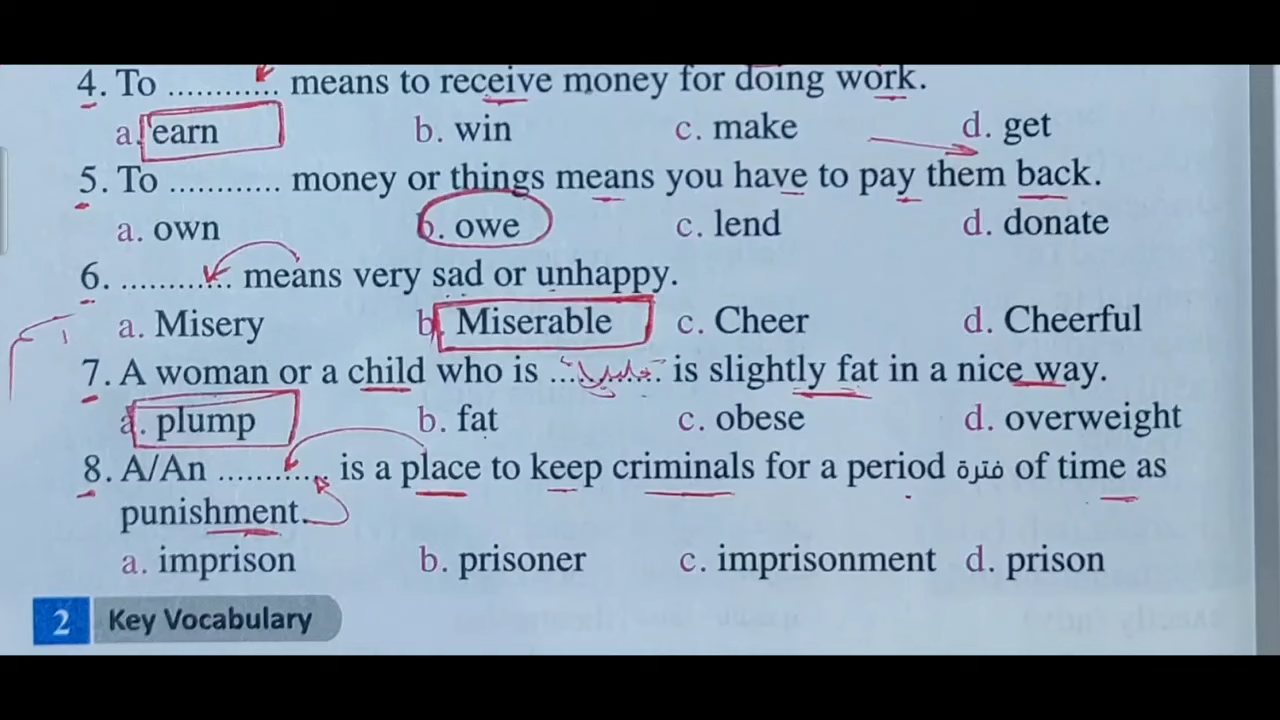 4. To ............ means to receive money for doing work.
a. earn b. win c. make d. get
5. To ............ money or things means you have to pay them back.
a. own b. owe c. lend d. donate
6. ............ means very sad or unhappy.
a. Misery b. Miserable c. Cheer d. Cheerful
7. A woman or a child who is ............ is slightly fat in a nice way.
a. plump b. fat c. obese d. overweight
8. A/An ............ is a place to keep criminals for a period فترة of time as
punishment.
a. imprison b. prisoner c. imprisonment d. prison
2 Key Vocabulary